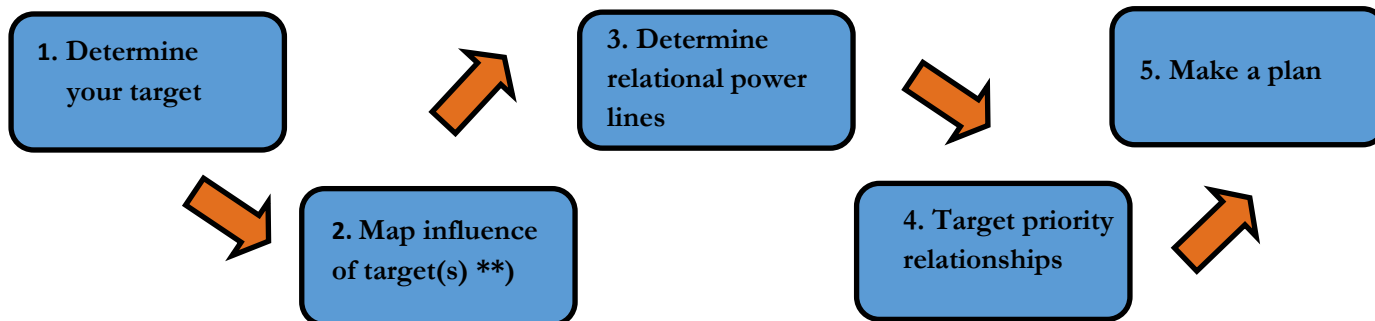 1. Determine
your target
2. Map influence
of target(s) **)
3. Determine
relational power
lines
4. Target priority
relationships
5. Make a plan